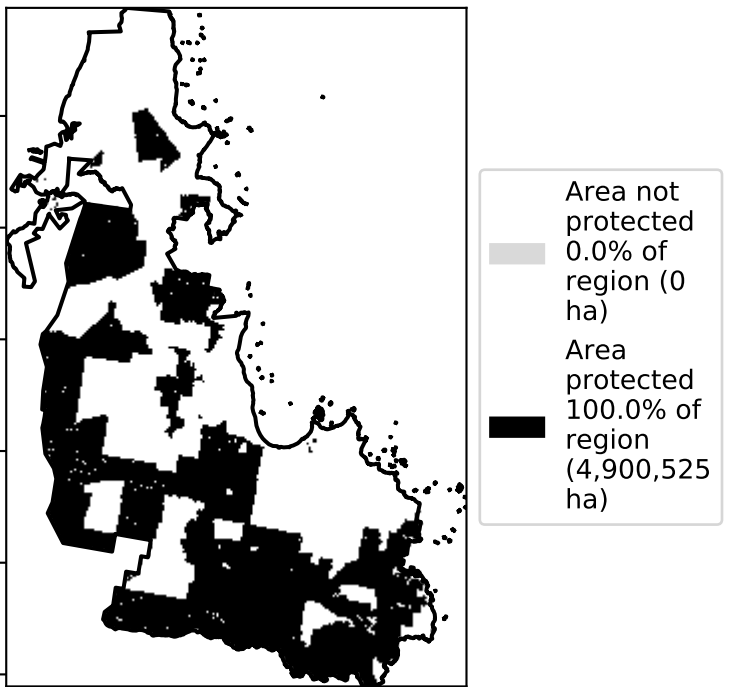 Area not
protected
0.0% of
region (0
ha)
Area
protected
100.0% of
region
(4,900,525
ha)